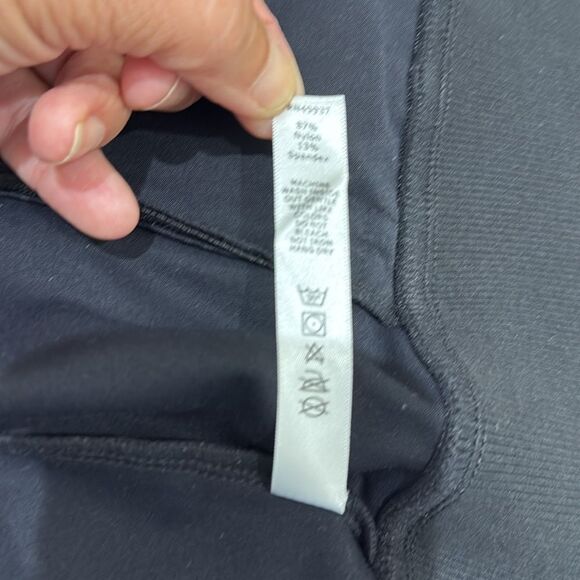 87%
Nylon
13%
Spandex
MACHINE
WASH INSIDE
OUT GENTLE
WITH LIKE
COLORS
DO NOT
BLEACH
DO NOT IRON
HANG DRY